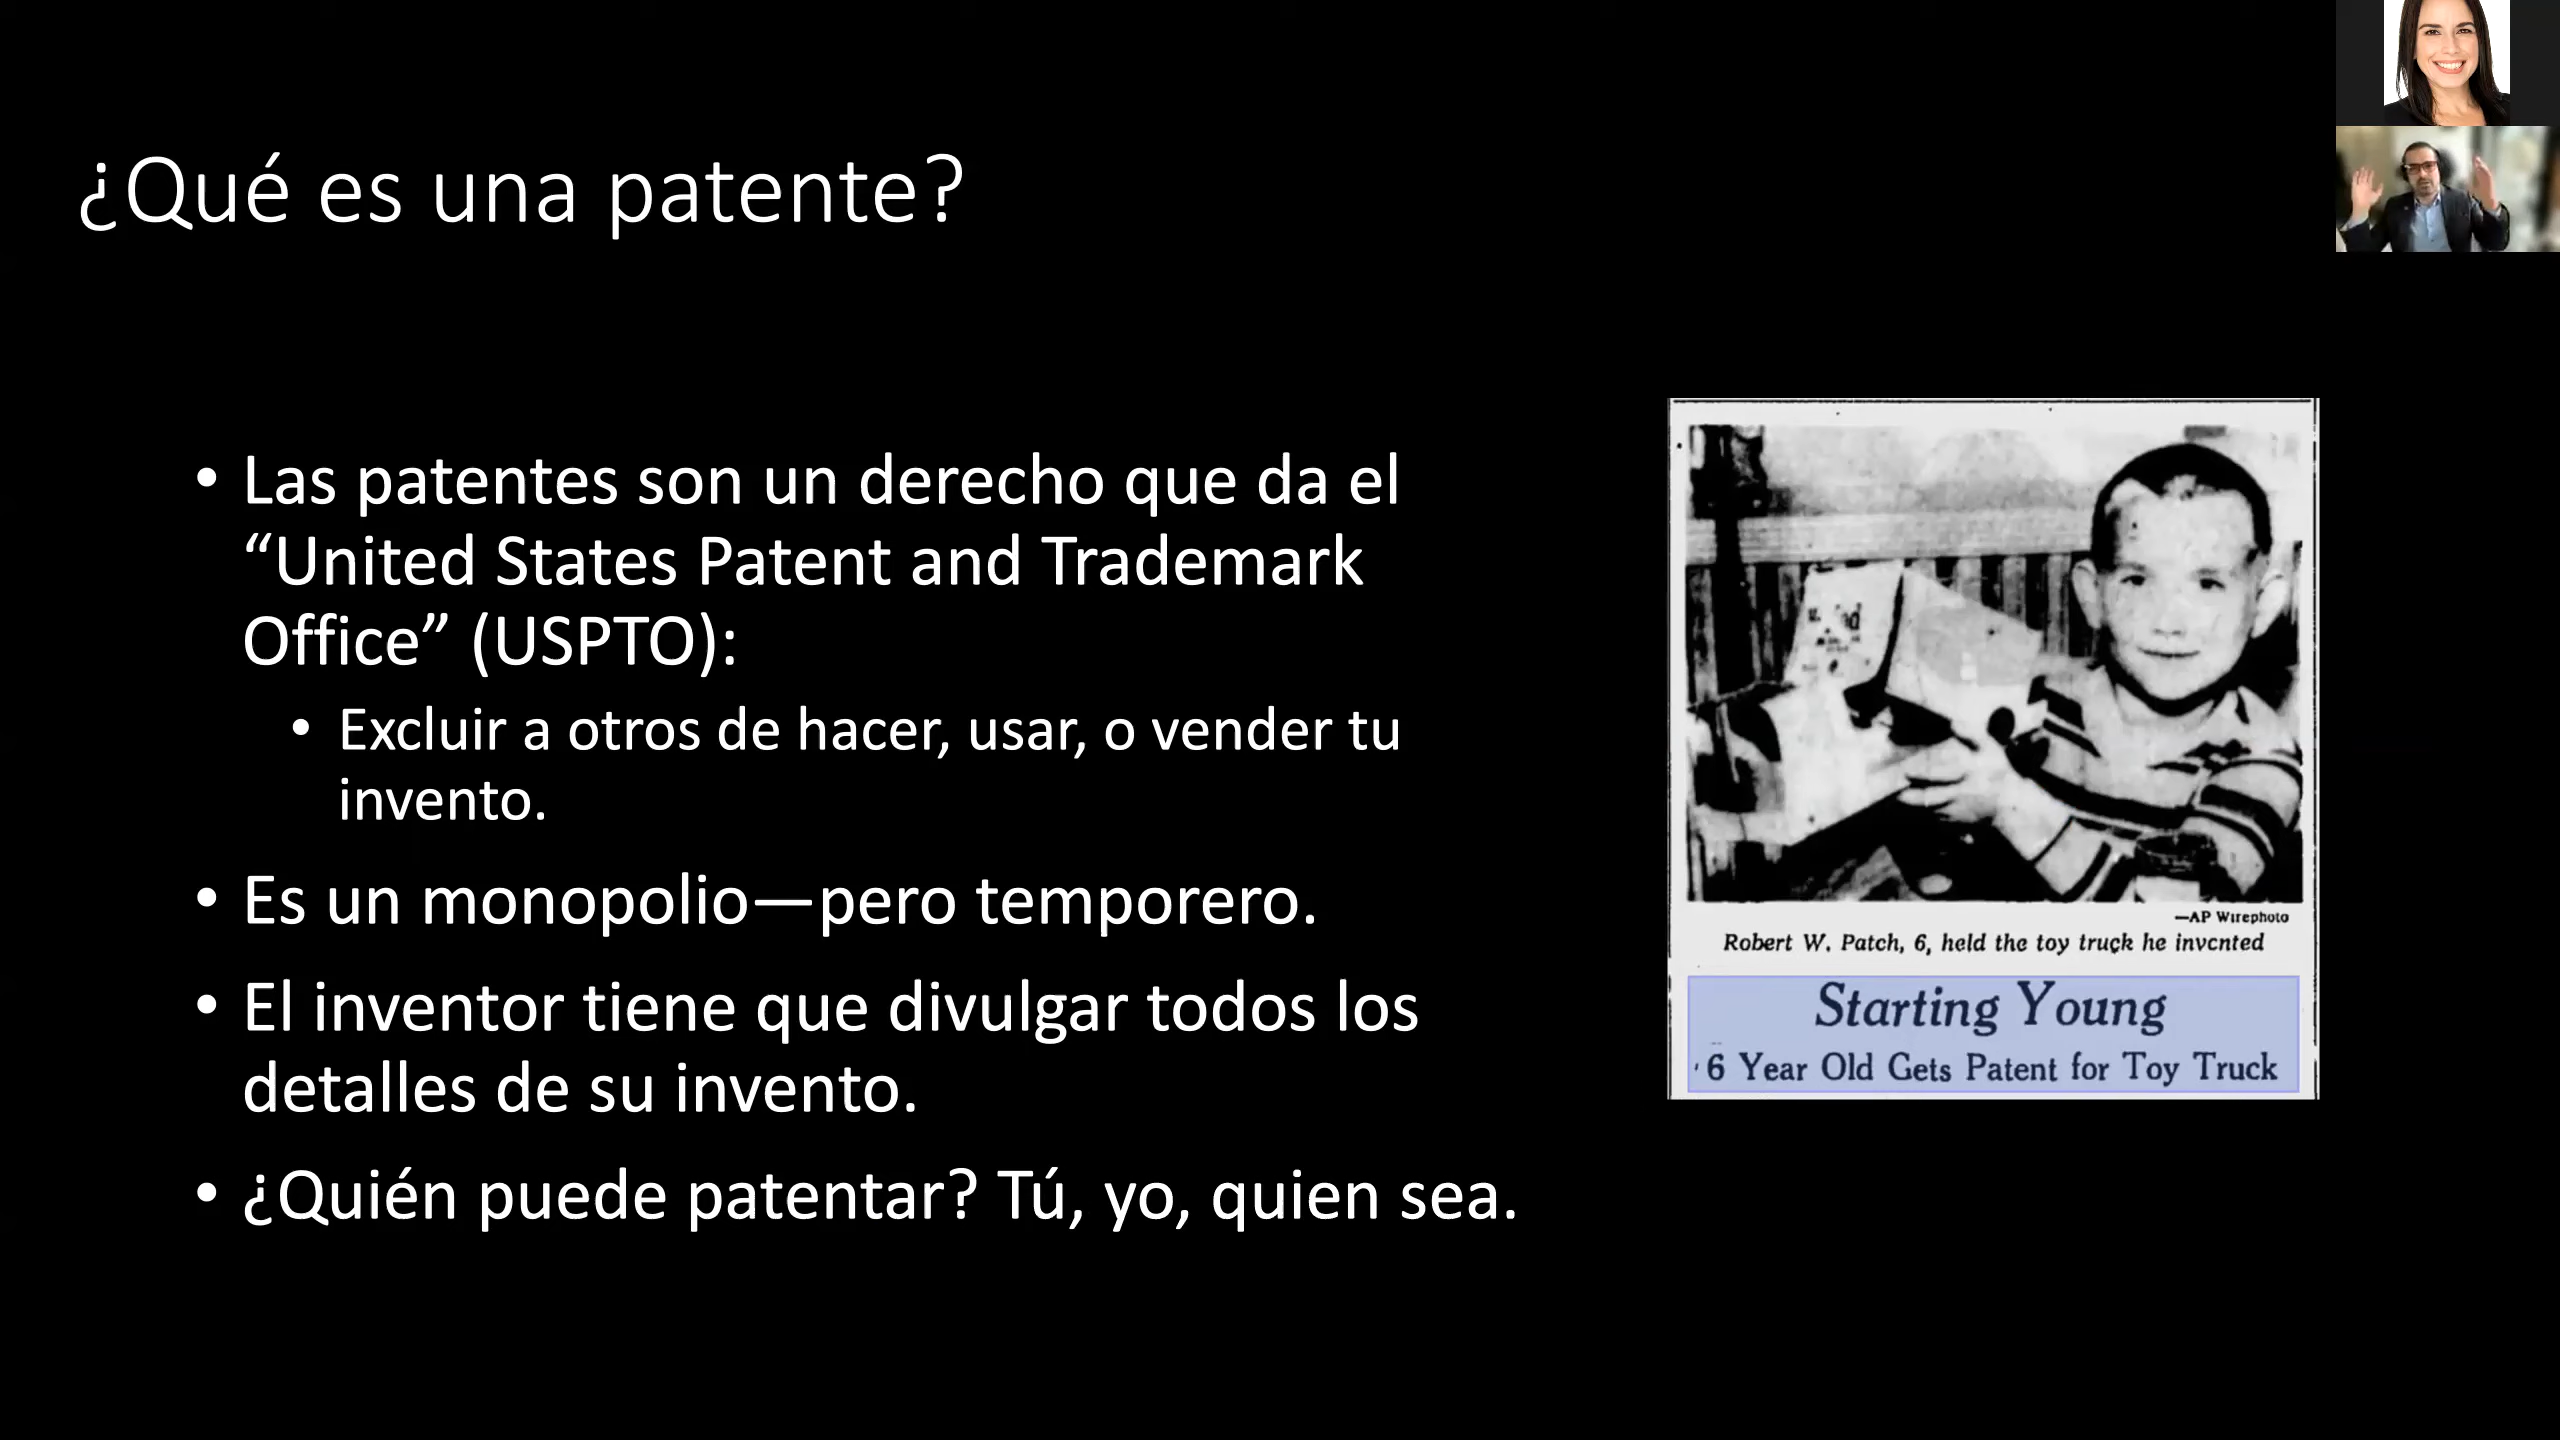 ¿Qué es una patente?
• Las patentes son un derecho que da el
“United States Patent and Trademark
Office” (USPTO):
• Excluir a otros de hacer, usar, o vender tu
invento.
• Es un monopolio—pero temporero.
• El inventor tiene que divulgar todos los
detalles de su invento.
• ¿Quién puede patentar? Tú, yo, quien sea.
—AP Wirephoto
Robert W. Patch, 6, held the toy truck he invented
Starting Young
6 Year Old Gets Patent for Toy Truck